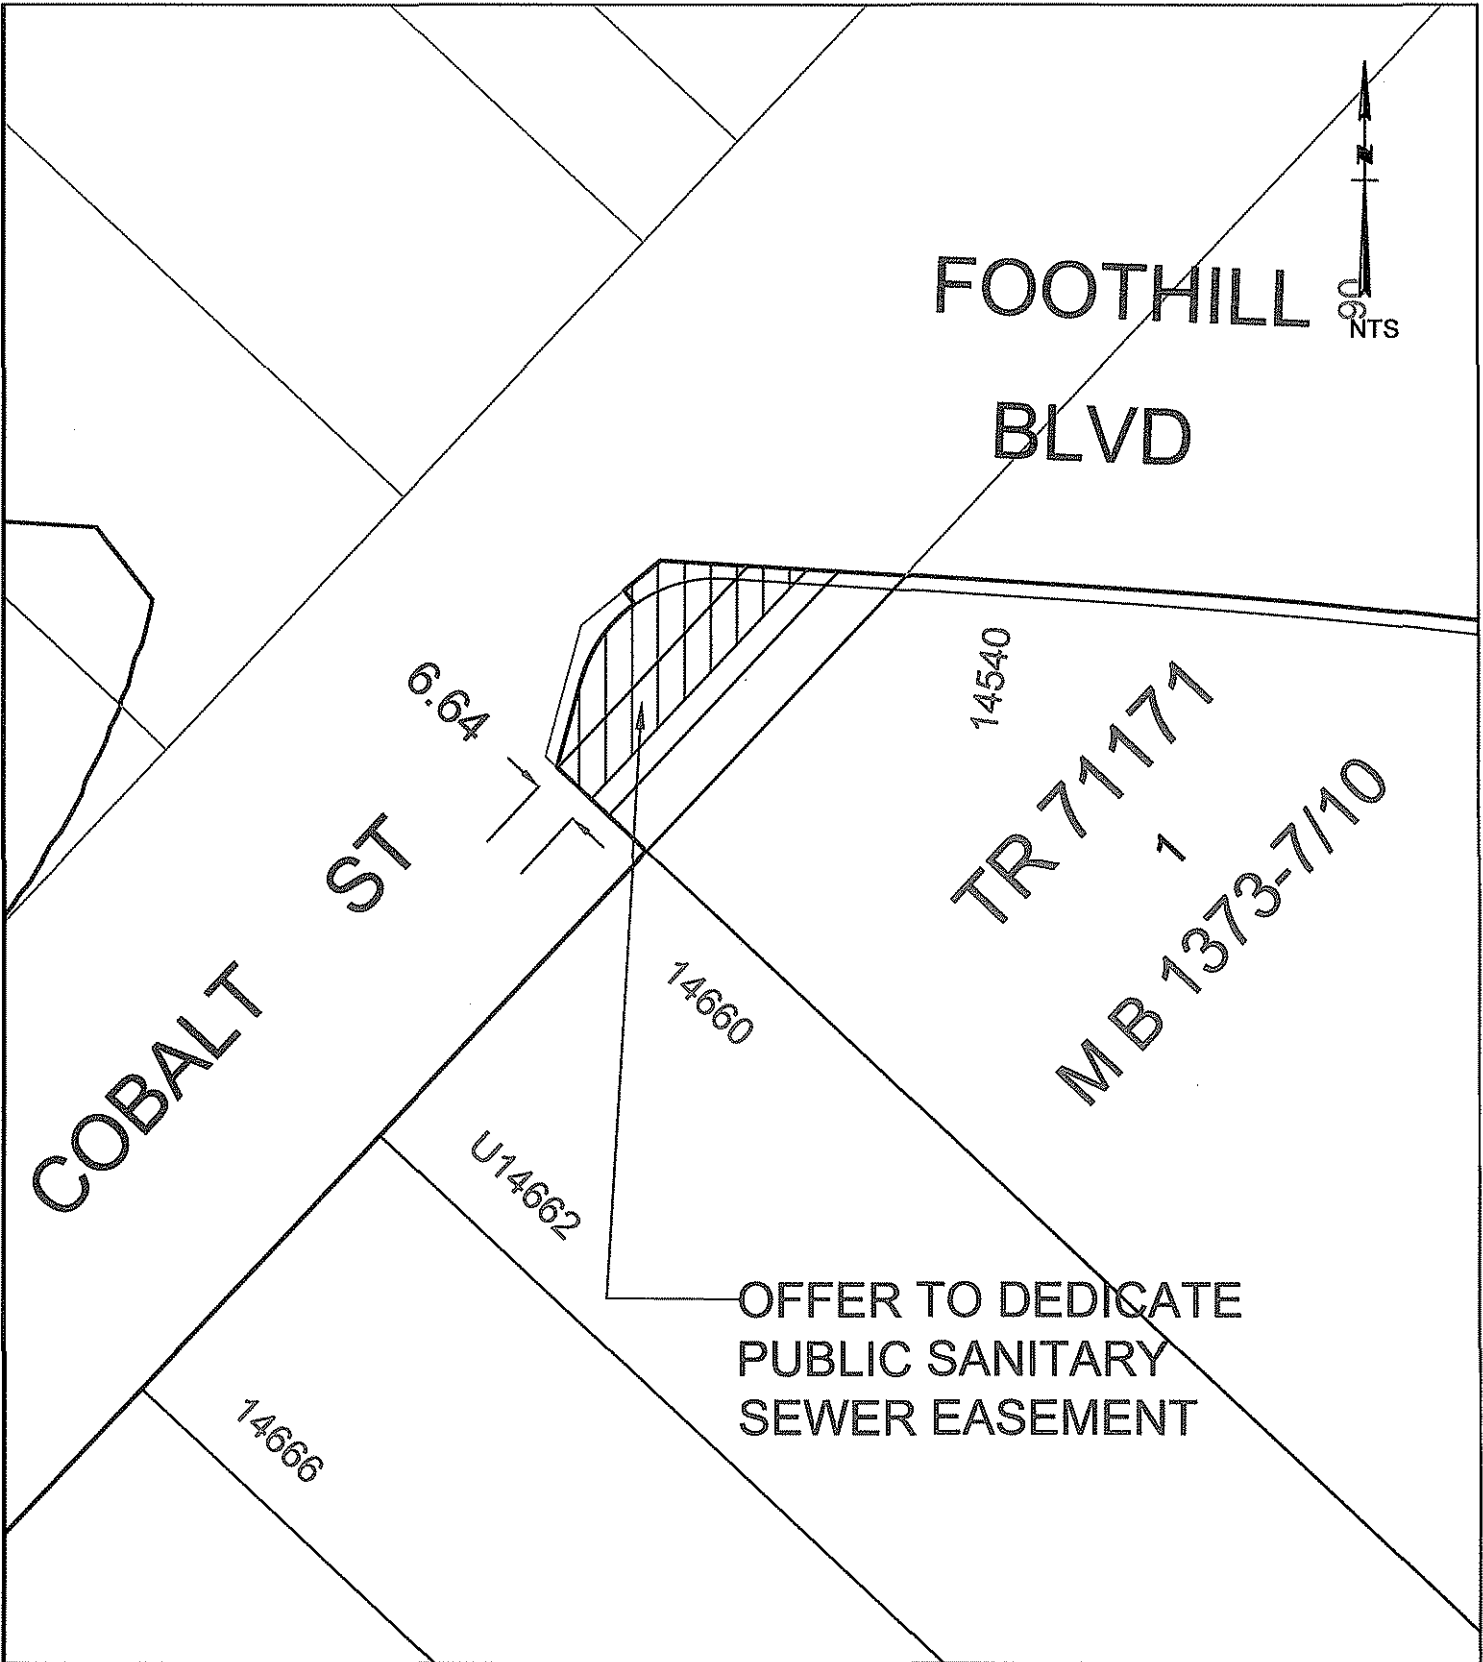 N
FOOTHILL
BLVD
U6
NTS
6.64
14540
TR 71171
1
M B 1373-7/10
COBALT ST
14660
U14662
14666
OFFER TO DEDICATE
PUBLIC SANITARY
SEWER EASEMENT